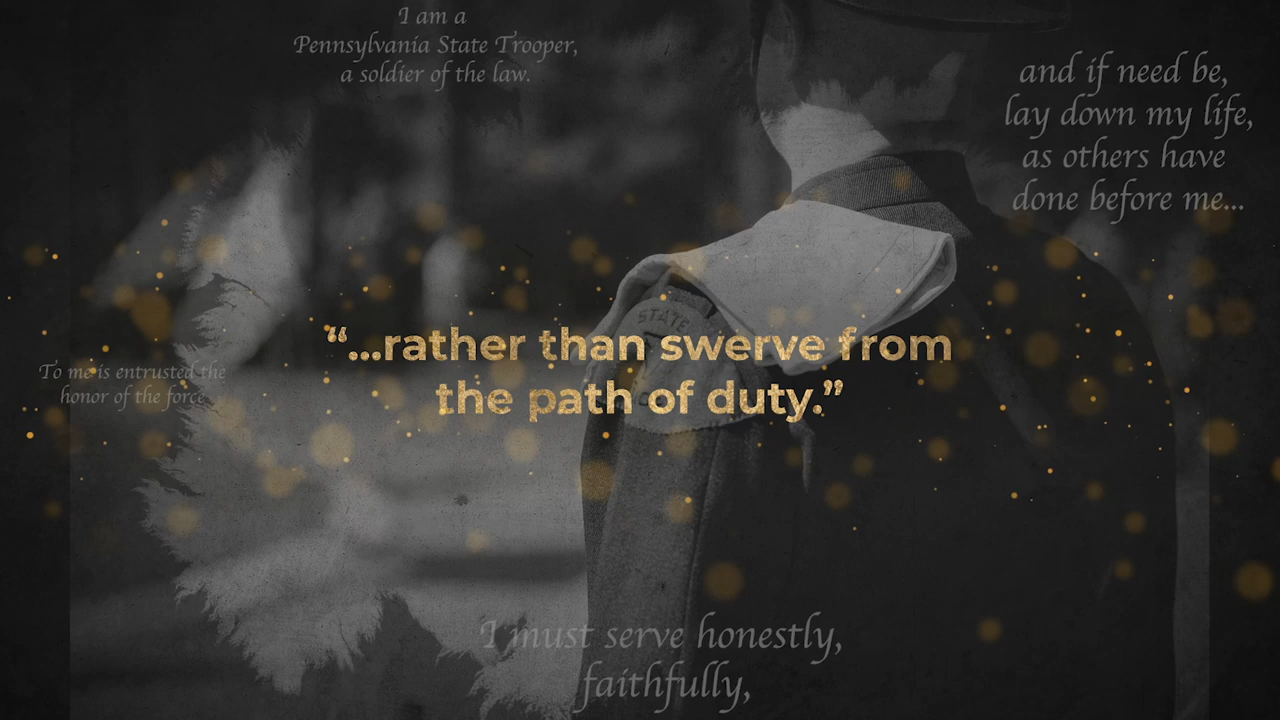 I am a
Pennsylvania State Trooper,
a soldier of the law.
and if need be,
lay down my life,
as others have
done before me...
STATE
“...rather than swerve from
the path of duty.”
To me is entrusted the
honor of the force
I must serve honestly,
faithfully,